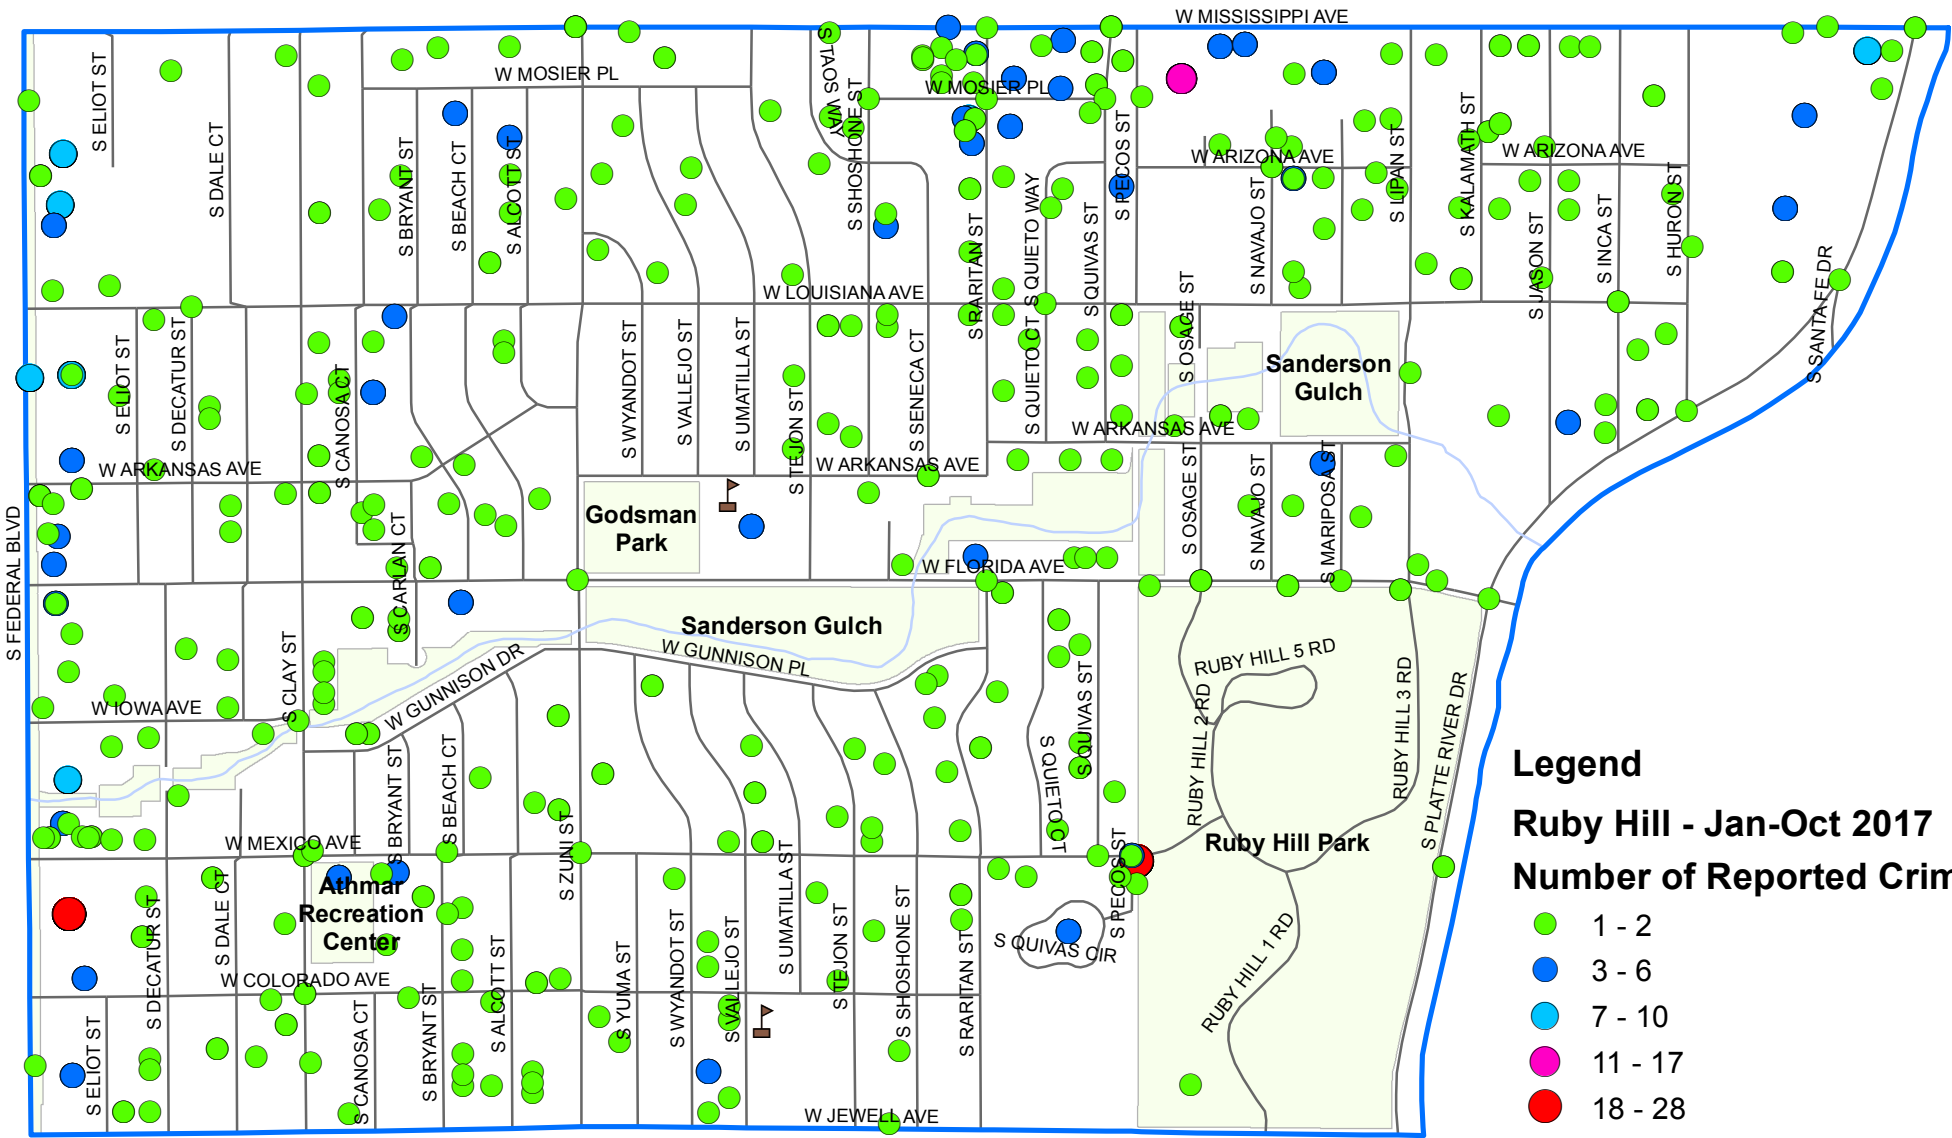 W MISSISSIPPI AVE
S ELIOT ST
W MOSIER PL
S TAOS WAY
S SHOSHONE ST
W MOSIER PL
S DALE CT
S BRYANT ST
S BEACH CT
S ALCOTT ST
S SHOSHONE ST
S RARITAN ST
S QUIETO WAY
S QUIVAS ST
S PECOS ST
W ARIZONA AVE
S NAVAJO ST
S LIPAN ST
S KALAMATH ST
W ARIZONA AVE
S JASON ST
S INCA ST
S HURON ST
S SANTA FE DR
W LOUISIANA AVE
S ELIOT ST
S DECATUR ST
S CANOSA CT
S WYANDOT ST
S VALLEJO ST
S UMATILLA ST
S TEJON ST
S SENECA CT
S QUIETO CT
S OSAGE ST
Sanderson
Gulch
W ARKANSAS AVE
W ARKANSAS AVE
W ARKANSAS AVE
S FEDERAL BLVD
S CARLAN CT
Godsman
Park
S OSAGE ST
S NAVAJO ST
S MARIPOSA ST
W FLORIDA AVE
Sanderson Gulch
W GUNNISON PL
W GUNNISON DR
S CLAY ST
W IOWA AVE
S QUIVAS ST
S QUIETO CT
RUBY HILL 5 RD
RUBY HILL 2 RD
RUBY HILL 3 RD
S PLATTE RIVER DR
S BRYANT ST
S BEACH CT
S ZUNI ST
W MEXICO AVE
Ruby Hill Park
Athmar
Recreation
Center
S DALE CT
S DECATUR ST
S UMATILLA ST
S TEJON ST
S SHOSHONE ST
S RARITAN ST
S PECOS ST
S QUIVAS CIR
RUBY HILL 1 RD
W COLORADO AVE
S ELIOT ST
S CANOSA CT
S BRYANT ST
S ALCOTT ST
S YUMA ST
S WYANDOT ST
S VALLEJO ST
W JEWELL AVE
Legend
Ruby Hill - Jan-Oct 2017
Number of Reported Crim
1 - 2
3 - 6
7 - 10
11 - 17
18 - 28